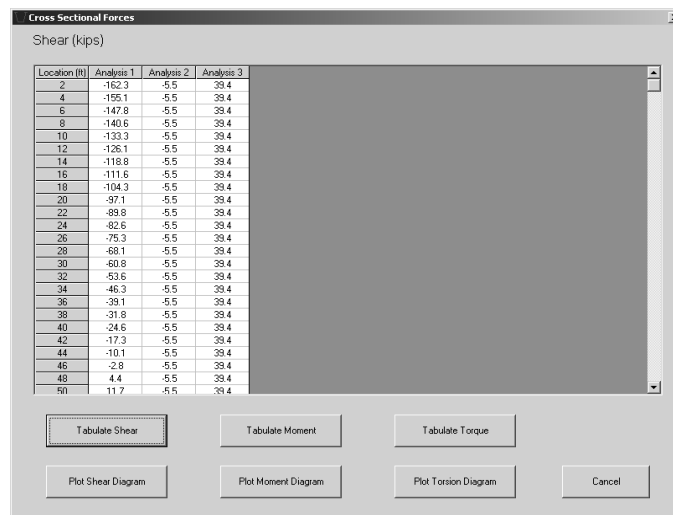 Cross Sectional Forces
Shear (kips)
Location (ft) Analysis 1 Analysis 2 Analysis 3
2 -162.3 -5.5 39.4
4 -155.1 -5.5 39.4
6 -147.8 -5.5 39.4
8 -140.6 -5.5 39.4
10 -133.3 -5.5 39.4
12 -126.1 -5.5 39.4
14 -118.8 -5.5 39.4
16 -111.6 -5.5 39.4
18 -104.3 -5.5 39.4
20 -97.1 -5.5 39.4
22 -89.8 -5.5 39.4
24 -82.6 -5.5 39.4
26 -75.3 -5.5 39.4
28 -68.1 -5.5 39.4
30 -60.8 -5.5 39.4
32 -53.6 -5.5 39.4
34 -46.3 -5.5 39.4
36 -39.1 -5.5 39.4
38 -31.8 -5.5 39.4
40 -24.6 -5.5 39.4
42 -17.3 -5.5 39.4
44 -10.1 -5.5 39.4
46 -2.8 -5.5 39.4
48 4.4 -5.5 39.4
50 11.7 -5.5 39.4
Tabulate Shear Tabulate Moment Tabulate Torque
Plot Shear Diagram Plot Moment Diagram Plot Torsion Diagram Cancel